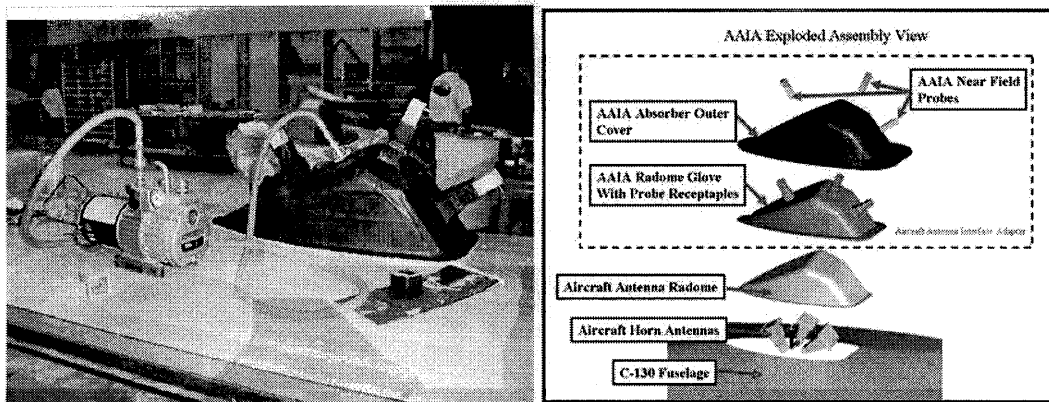 AAIA Exploded Assembly View
AAIA Near Field
Probes
AAIA Absorber Outer
Cover
AAIA Radome Glove
With Probe Receptaples
Aircraft Antenna Interface Adapter
Aircraft Antenna Radome
Aircraft Horn Antennas
C-130 Fuselage